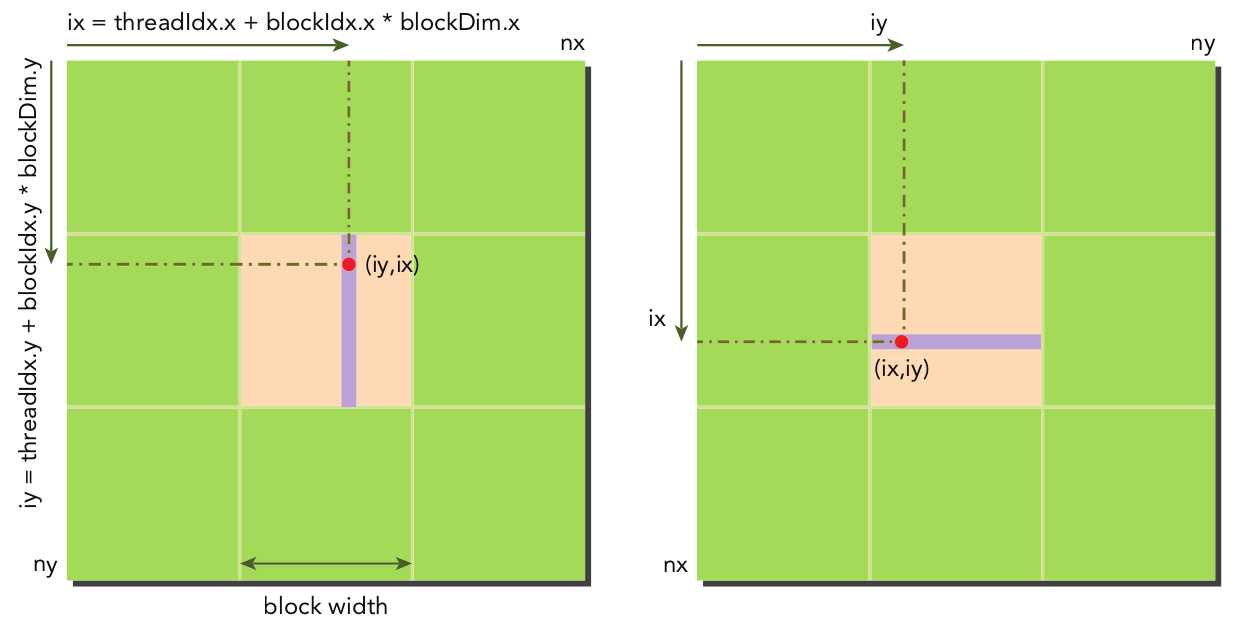 ix = threadIdx.x + blockIdx.x * blockDim.x
nx
iy = threadIdx.y + blockIdx.y * blockDim.y
(iy,ix)
ny
block width
iy
ny
ix
(ix,iy)
nx